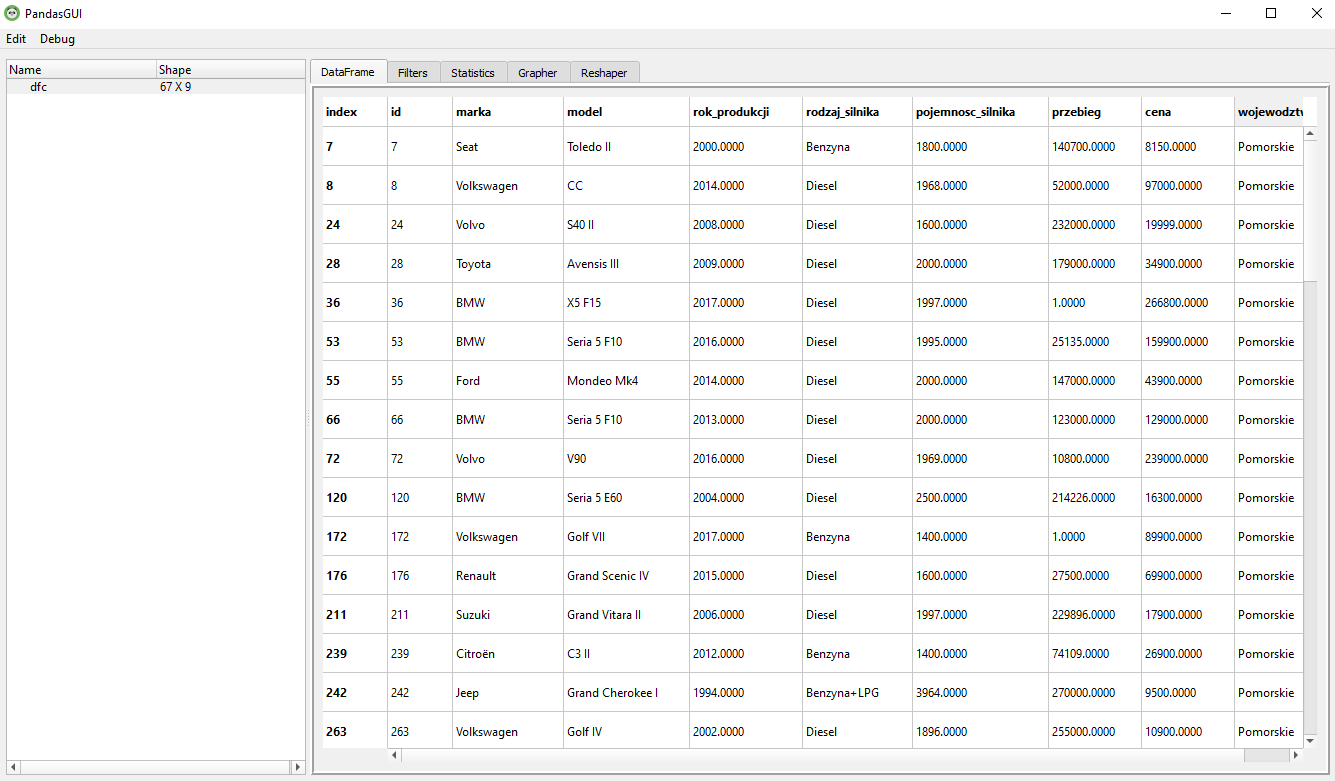 PandasGUI
Edit Debug
Name Shape
dfc 67 X 9
DataFrame Filters Statistics Grapher Reshaper
index id marka model rok_produkcji rodzaj_silnika pojemnosc_silnika przebieg cena wojewodztw
7 7 Seat Toledo II 2000.0000 Benzyna 1800.0000 140700.0000 8150.0000 Pomorskie
8 8 Volkswagen CC 2014.0000 Diesel 1968.0000 52000.0000 97000.0000 Pomorskie
24 24 Volvo S40 II 2008.0000 Diesel 1600.0000 232000.0000 19999.0000 Pomorskie
28 28 Toyota Avensis III 2009.0000 Diesel 2000.0000 179000.0000 34900.0000 Pomorskie
36 36 BMW X5 F15 2017.0000 Diesel 1997.0000 1.0000 266800.0000 Pomorskie
53 53 BMW Seria 5 F10 2016.0000 Diesel 1995.0000 25135.0000 159900.0000 Pomorskie
55 55 Ford Mondeo Mk4 2014.0000 Diesel 2000.0000 147000.0000 43900.0000 Pomorskie
66 66 BMW Seria 5 F10 2013.0000 Diesel 2000.0000 123000.0000 129000.0000 Pomorskie
72 72 Volvo V90 2016.0000 Diesel 1969.0000 10800.0000 239000.0000 Pomorskie
120 120 BMW Seria 5 E60 2004.0000 Diesel 2500.0000 214226.0000 16300.0000 Pomorskie
172 172 Volkswagen Golf VII 2017.0000 Benzyna 1400.0000 1.0000 89900.0000 Pomorskie
176 176 Renault Grand Scenic IV 2015.0000 Diesel 1600.0000 27500.0000 69900.0000 Pomorskie
211 211 Suzuki Grand Vitara II 2006.0000 Diesel 1997.0000 229896.0000 17900.0000 Pomorskie
239 239 Citroën C3 II 2012.0000 Benzyna 1400.0000 74109.0000 26900.0000 Pomorskie
242 242 Jeep Grand Cherokee I 1994.0000 Benzyna+LPG 3964.0000 270000.0000 9500.0000 Pomorskie
263 263 Volkswagen Golf IV 2002.0000 Diesel 1896.0000 255000.0000 10900.0000 Pomorskie